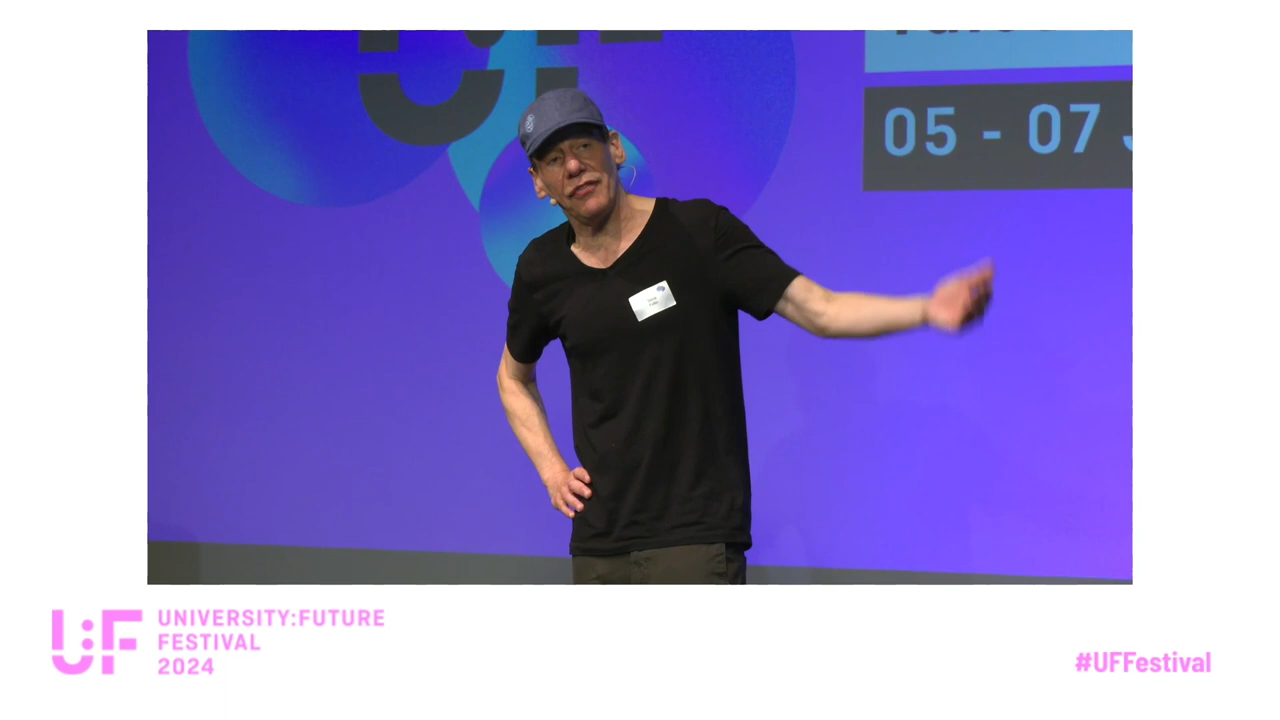 U:F
05 - 07
U:F
UNIVERSITY:FUTURE
FESTIVAL
2024
#UFFestival